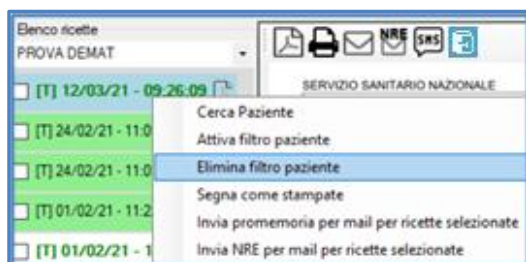 Elenco ricette
PROVA DEMAT
NRE
SMS
SERVIZIO SANITARIO NAZIONALE
[T] 12/03/21 - 09:26:09
[T] 24/02/21 - 11:0
[T] 24/02/21 - 11:0
[T] 01/02/21 - 11:2
[T] 01/02/21 - 1
Cerca Paziente
Attiva filtro paziente
Elimina filtro paziente
Segna come stampate
Invia promemoria per mail per ricette selezionate
Invia NRE per mail per ricette selezionate